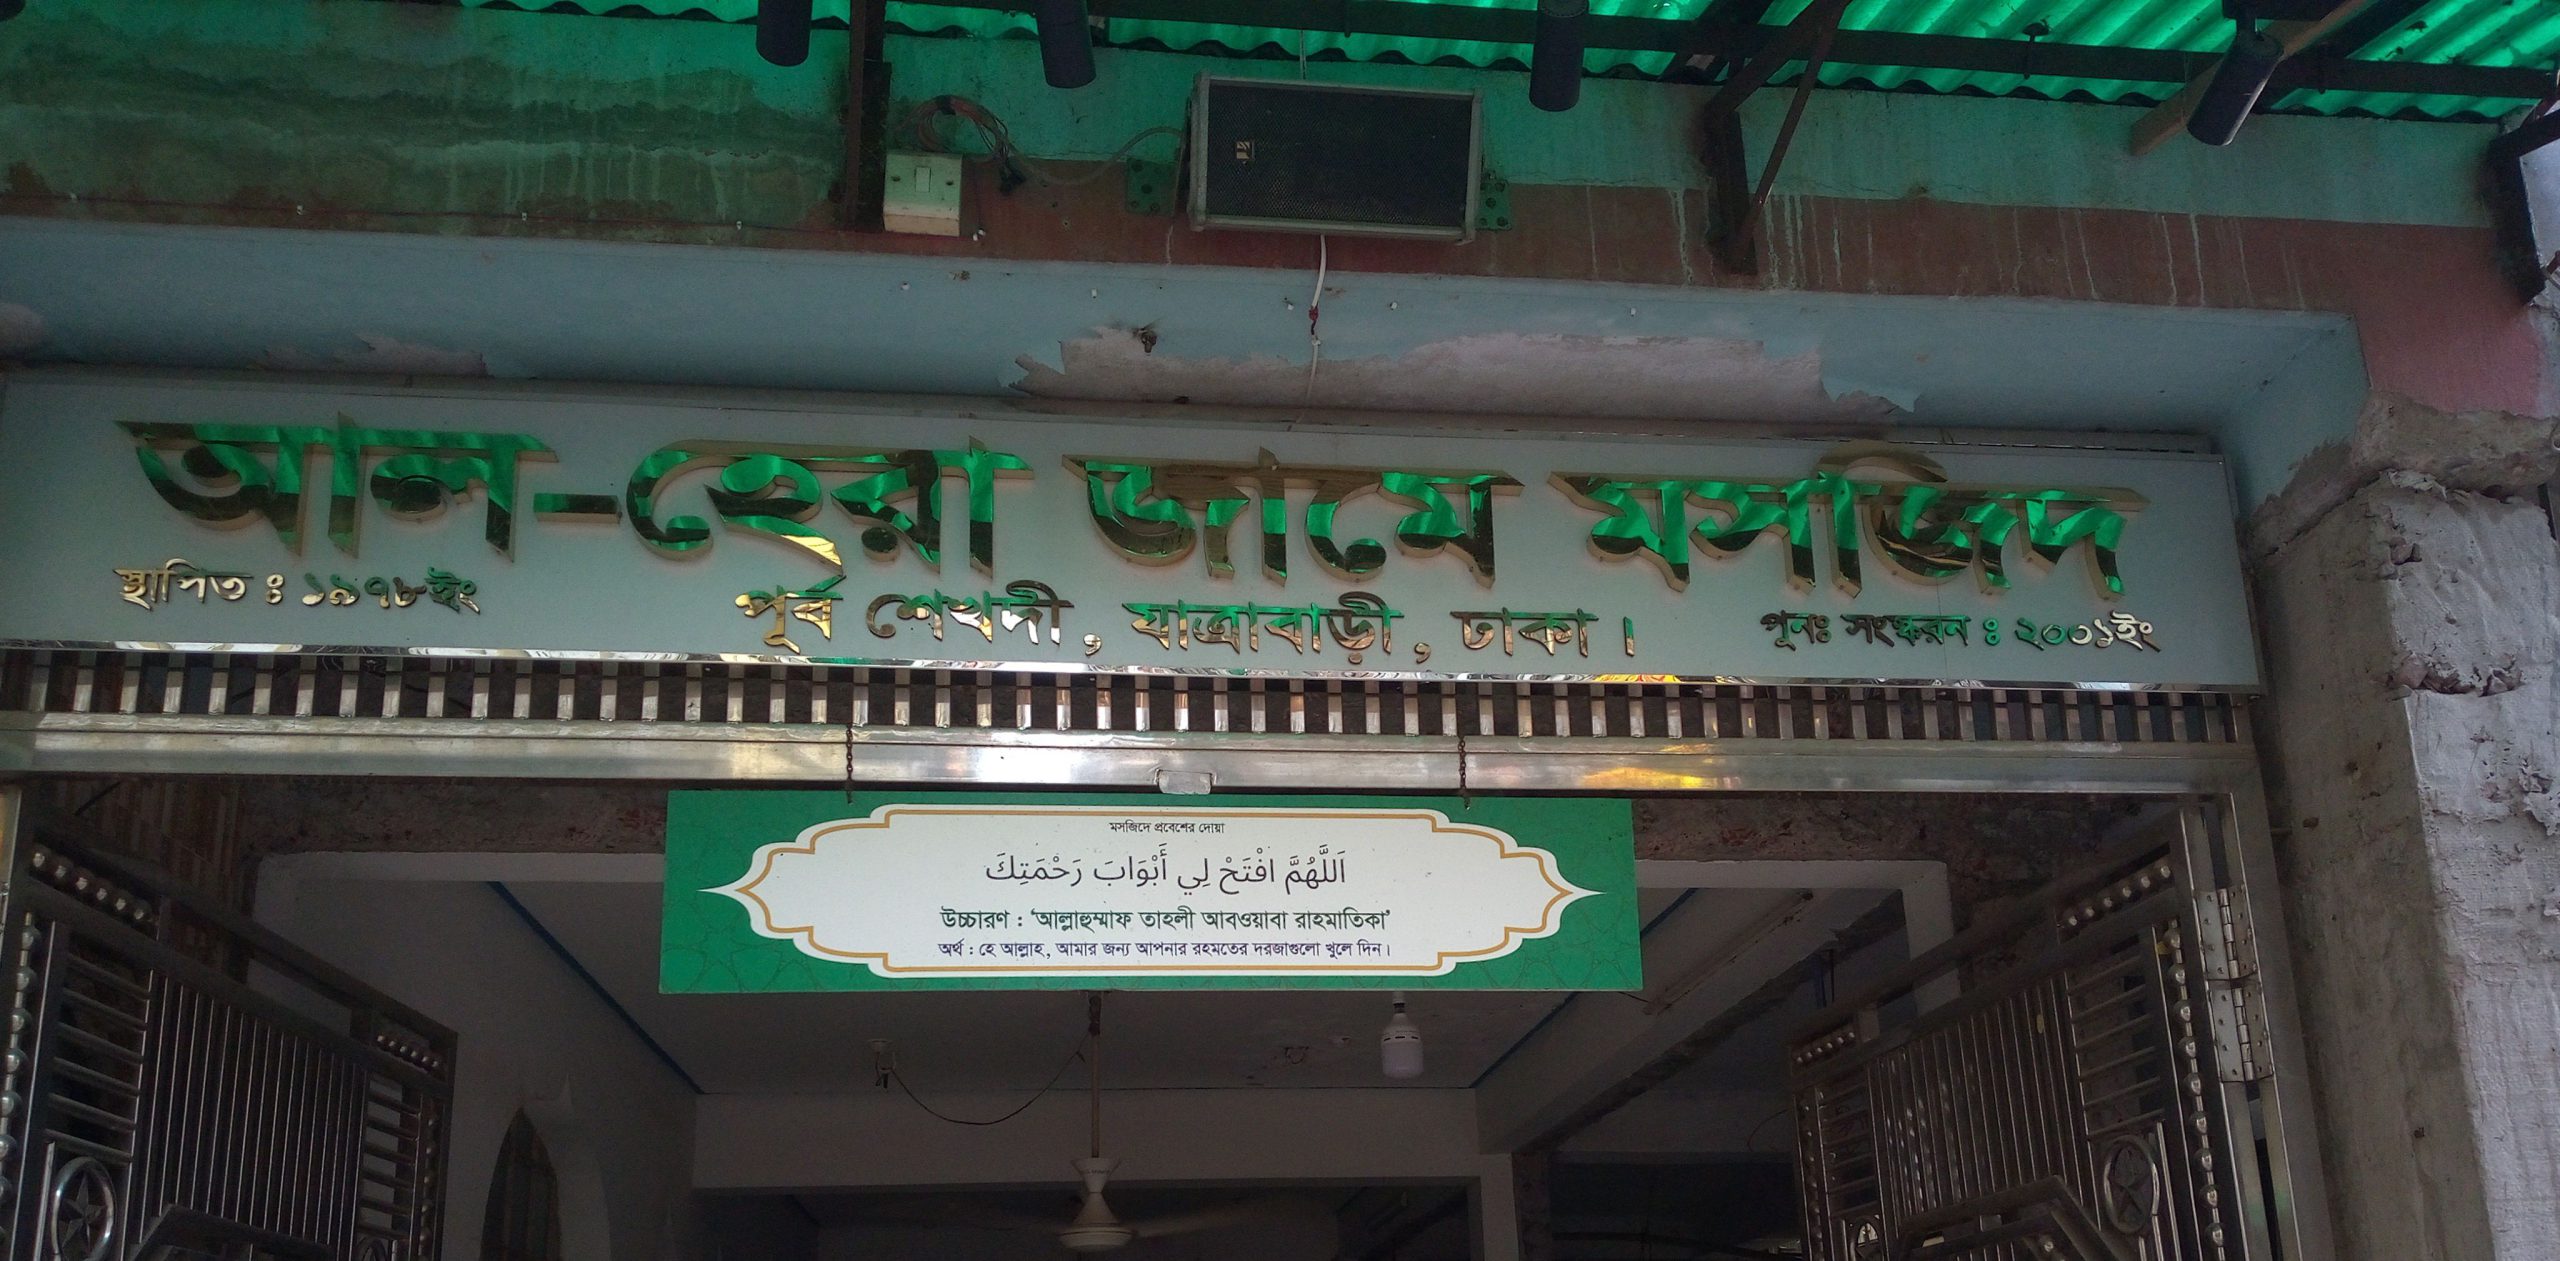 আল-হেরা জামে মসজিদ
স্থাপিত ঃ ১৯৭৮ইং
পূর্ব শেখদী, যাত্রাবাড়ী, ঢাকা।
পূনঃ সংস্করন ঃ ২০০১ইং
মসজিদে প্রবেশের দোয়া
اَللَّهُمَّ افْتَحْ لِي أَبْوَابَ رَحْمَتِكَ
উচ্চারণ : ‘আল্লাহুম্মাফ তাহলী আবওয়াবা রাহমাতিকা’
অর্থ : হে আল্লাহ, আমার জন্য আপনার রহমতের দরজাগুলো খুলে দিন।